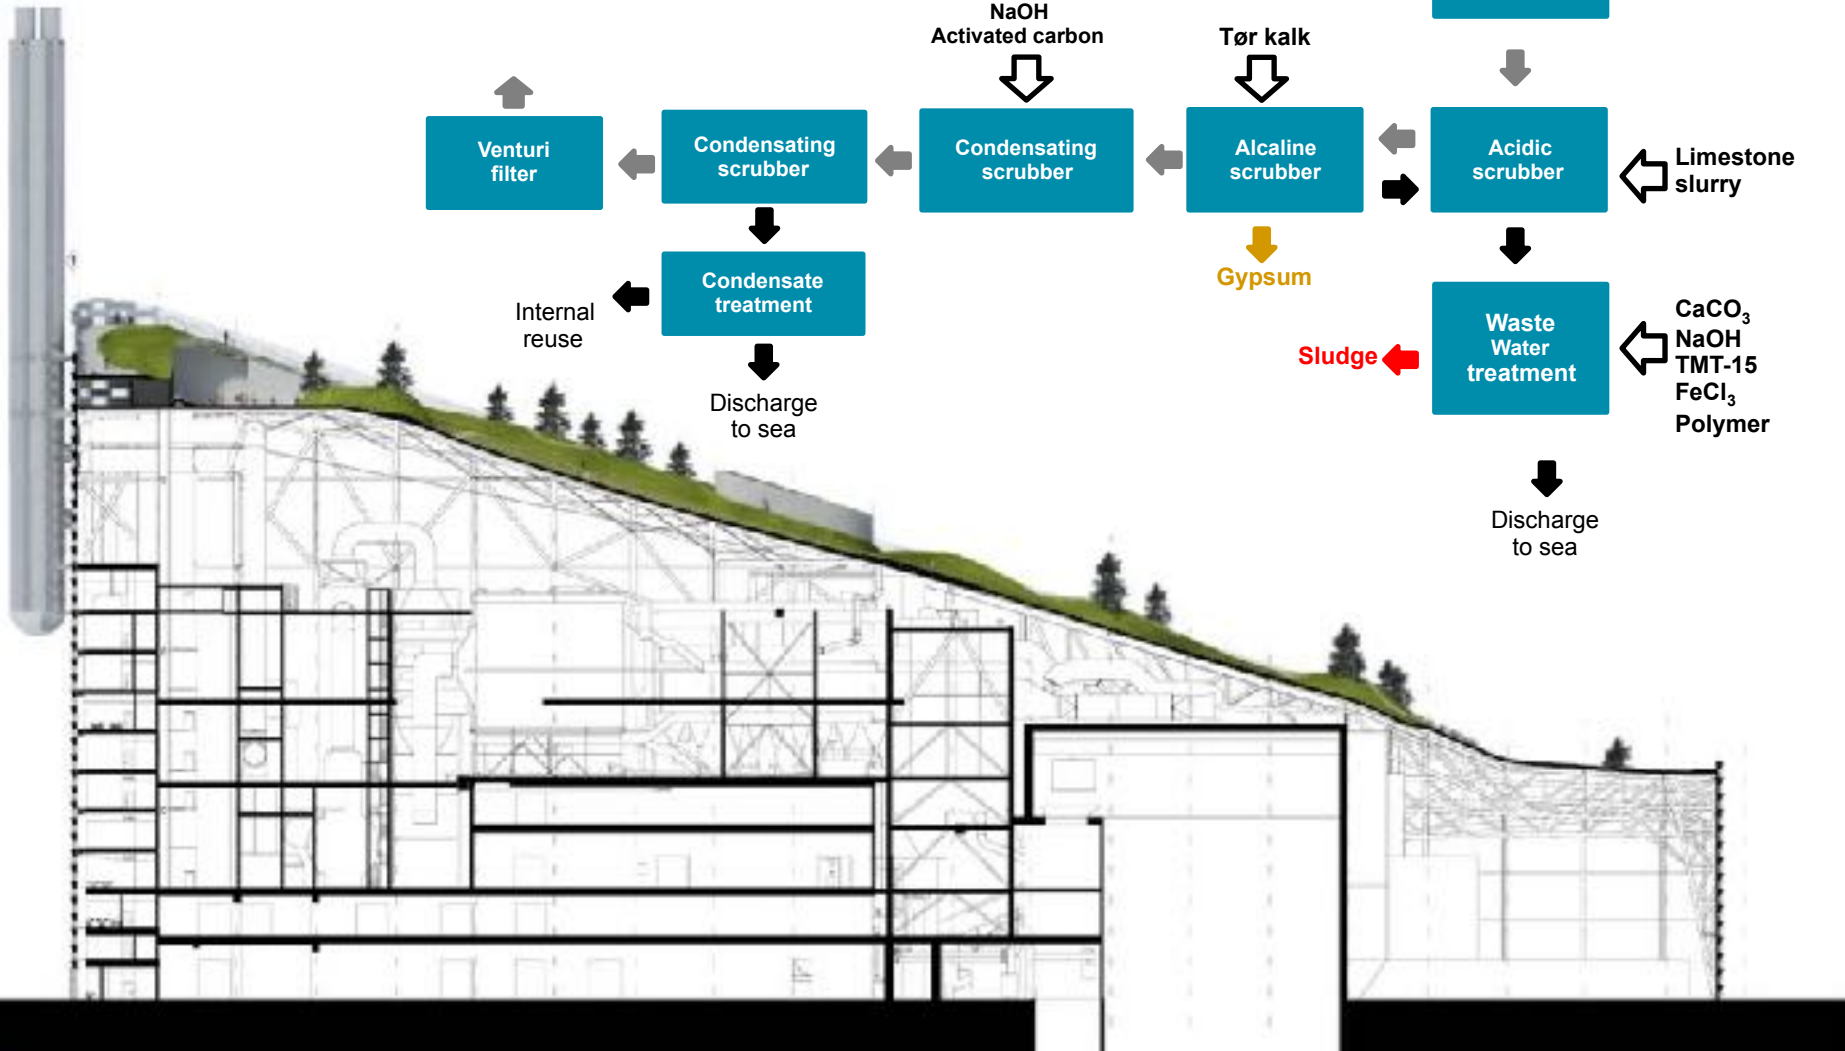 NaOH
Activated carbon
Tør kalk
Venturi
filter
Condensating
scrubber
Condensating
scrubber
Alcaline
scrubber
Acidic
scrubber
Limestone
slurry
Condensate
treatment
Internal
reuse
Discharge
to sea
Gypsum
Waste
Water
treatment
Sludge
CaCO₃
NaOH
TMT-15
FeCl₃
Polymer
Discharge
to sea